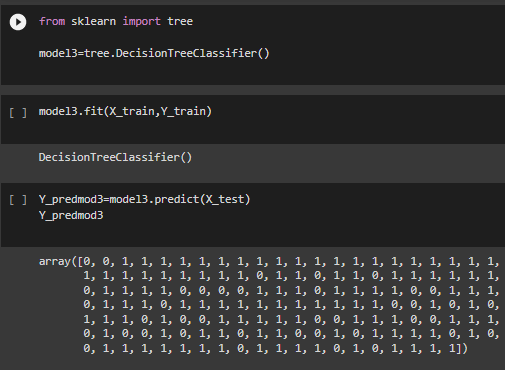 from sklearn import tree
model3=tree.DecisionTreeClassifier()
[ ] model3.fit(X_train,Y_train)
DecisionTreeClassifier()
[ ] Y_predmod3=model3.predict(X_test)
Y_predmod3
array([0, 0, 1, 1, 1, 1, 1, 1, 1, 1, 1, 1, 1, 1, 1, 1, 1, 1, 1, 1, 1, 1,
1, 1, 1, 1, 1, 1, 1, 1, 1, 0, 1, 1, 0, 1, 1, 0, 1, 1, 1, 1, 1, 1,
0, 1, 1, 1, 1, 0, 0, 0, 0, 1, 1, 1, 0, 1, 1, 1, 1, 0, 0, 1, 1, 1,
0, 1, 1, 1, 0, 1, 1, 1, 1, 1, 1, 1, 1, 1, 1, 1, 0, 0, 1, 0, 1, 0,
1, 1, 1, 0, 1, 0, 0, 1, 1, 1, 1, 1, 0, 0, 1, 1, 1, 0, 0, 1, 1, 1,
0, 1, 0, 0, 1, 0, 1, 1, 0, 1, 1, 0, 0, 1, 0, 1, 1, 1, 1, 0, 1, 0,
0, 1, 1, 1, 1, 1, 1, 1, 0, 1, 1, 1, 1, 0, 1, 0, 1, 1, 1, 1])